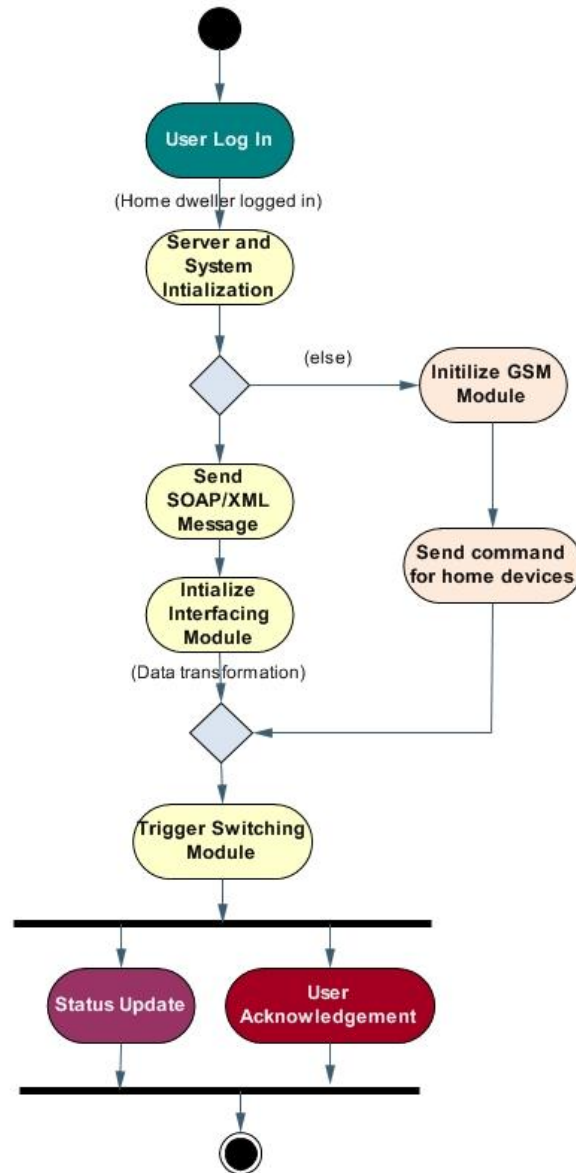 User Log In
(Home dweller logged in)
Server and
System
Intialization
(else)
Initilize GSM
Module
Send
SOAP/XML
Message
Send command
for home devices
Intialize
Interfacing
Module
(Data transformation)
Trigger Switching
Module
Status Update
User
Acknowledgement